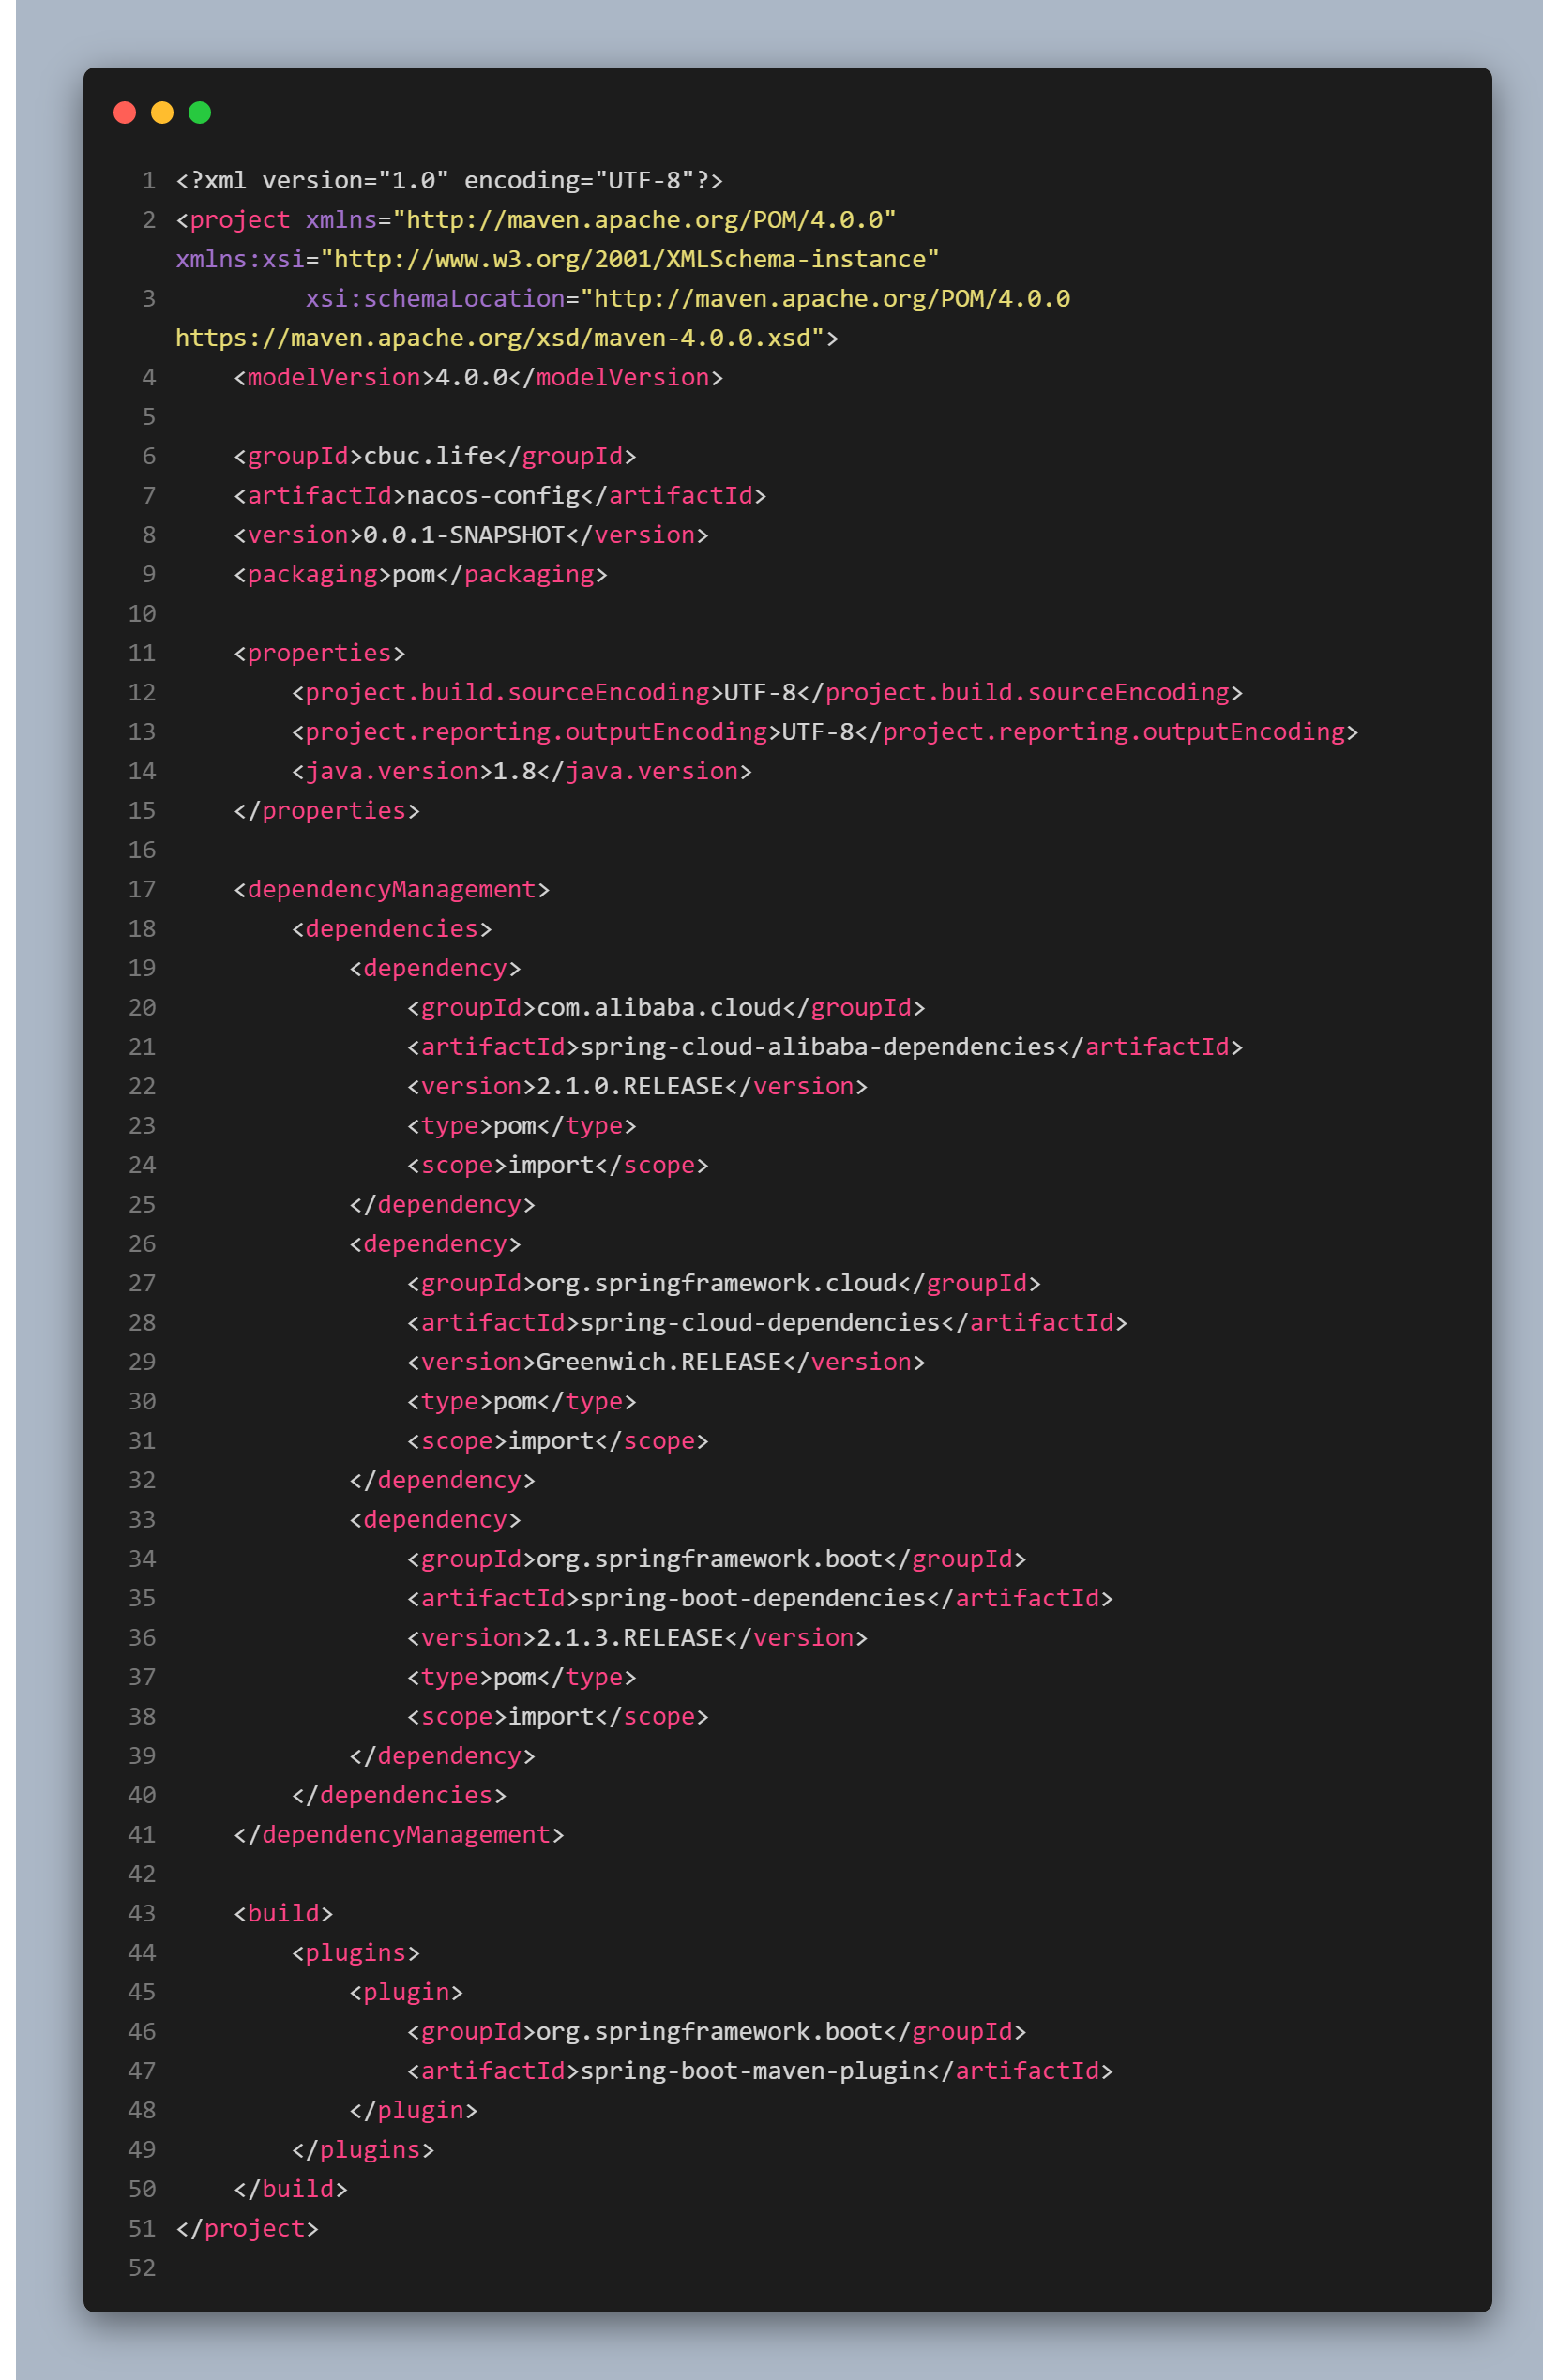 1 <?xml version="1.0" encoding="UTF-8"?>
2 <project xmlns="http://maven.apache.org/POM/4.0.0"
xmlns:xsi="http://www.w3.org/2001/XMLSchema-instance"
3          xsi:schemaLocation="http://maven.apache.org/POM/4.0.0
https://maven.apache.org/xsd/maven-4.0.0.xsd">
4     <modelVersion>4.0.0</modelVersion>
5
6     <groupId>cbuc.life</groupId>
7     <artifactId>nacos-config</artifactId>
8     <version>0.0.1-SNAPSHOT</version>
9     <packaging>pom</packaging>
10
11     <properties>
12         <project.build.sourceEncoding>UTF-8</project.build.sourceEncoding>
13         <project.reporting.outputEncoding>UTF-8</project.reporting.outputEncoding>
14         <java.version>1.8</java.version>
15     </properties>
16
17     <dependencyManagement>
18         <dependencies>
19             <dependency>
20                 <groupId>com.alibaba.cloud</groupId>
21                 <artifactId>spring-cloud-alibaba-dependencies</artifactId>
22                 <version>2.1.0.RELEASE</version>
23                 <type>pom</type>
24                 <scope>import</scope>
25             </dependency>
26             <dependency>
27                 <groupId>org.springframework.cloud</groupId>
28                 <artifactId>spring-cloud-dependencies</artifactId>
29                 <version>Greenwich.RELEASE</version>
30                 <type>pom</type>
31                 <scope>import</scope>
32             </dependency>
33             <dependency>
34                 <groupId>org.springframework.boot</groupId>
35                 <artifactId>spring-boot-dependencies</artifactId>
36                 <version>2.1.3.RELEASE</version>
37                 <type>pom</type>
38                 <scope>import</scope>
39             </dependency>
40         </dependencies>
41     </dependencyManagement>
42
43     <build>
44         <plugins>
45             <plugin>
46                 <groupId>org.springframework.boot</groupId>
47                 <artifactId>spring-boot-maven-plugin</artifactId>
48             </plugin>
49         </plugins>
50     </build>
51 </project>
52